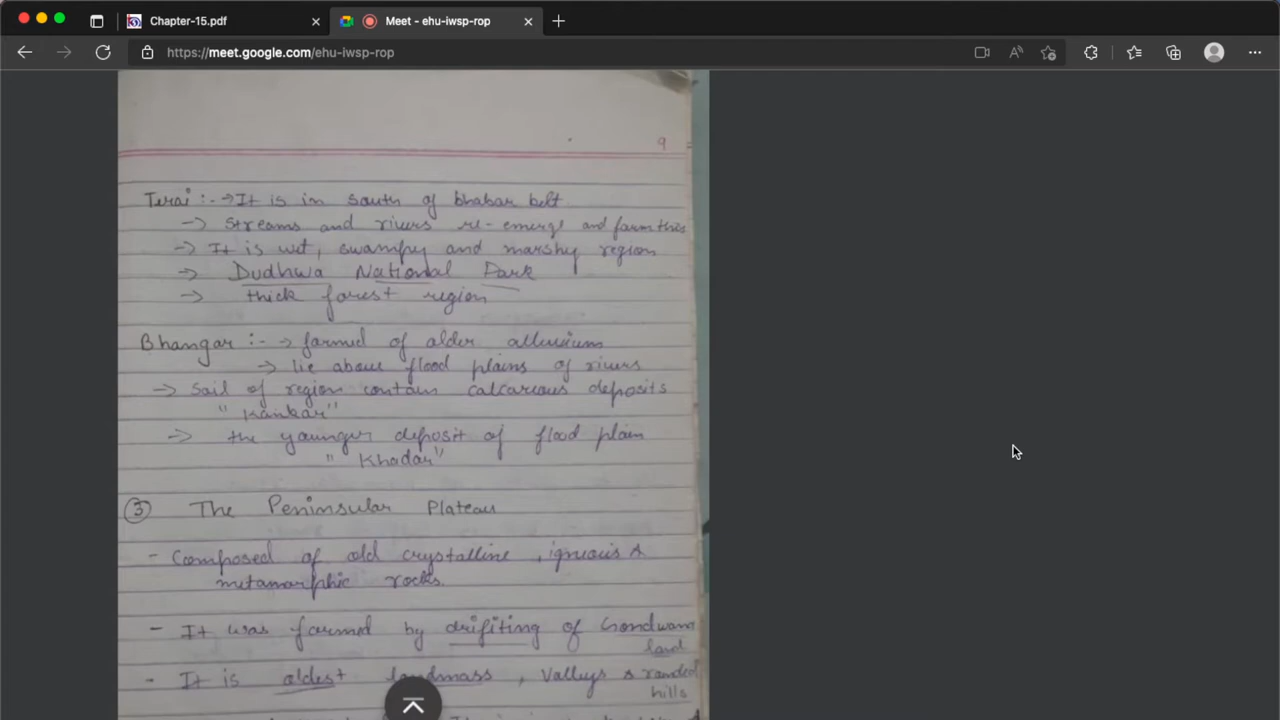 Chapter-15.pdf
Meet - ehu-iwsp-rop
https://meet.google.com/ehu-iwsp-rop
9
Terai :- → It is in south of bhabar belt
→ Streams and rivers re-emerge and form this
→ It is wet, swampy and marshy region
→ Dudhwa National Park
→ thick forest region
Bhangar :- → formed of older alluvium
→ lie above flood plains of rivers
→ Soil of region contain calcareous deposits
"Kankar"
→ the younger deposit of flood plain
"Khadar"
③ The Peninsular Plateau
- Composed of old crystalline, igneous &
metamorphic rocks.
- It was formed by drifiting of Gondwana
land
- It is oldest landmass, Valleys & rounded
hills